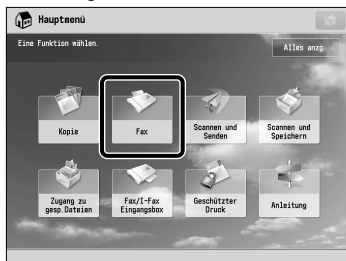 Hauptmenü
Eine Funktion wählen.
Alles anzg.
Kopie
Fax
Scannen und
Senden
Scannen und
Speichern
Zugang zu
gesp.Dateien
Fax/I-Fax
Eingangsbox
Geschützter
Druck
Anleitung